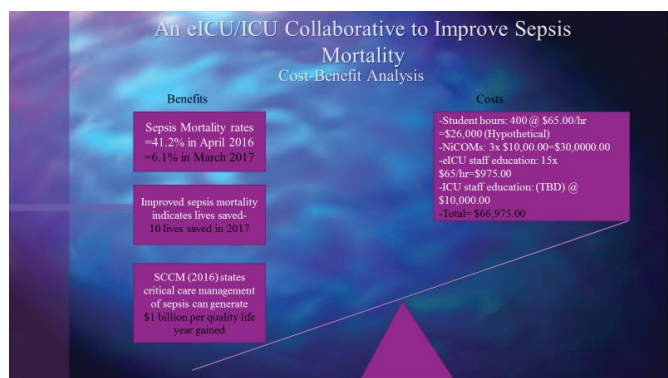 An eICU/ICU Collaborative to Improve Sepsis
Mortality
Cost-Benefit Analysis
Benefits
Sepsis Mortality rates
=41.2% in April 2016
=6.1% in March 2017
Improved sepsis mortality
indicates lives saved-
10 lives saved in 2017
SCCM (2016) states
critical care management
of sepsis can generate
$1 billion per quality life
year gained
Costs
-Student hours: 400 @ $65.00/hr
=$26,000 (Hypothetical)
-NiCOMs: 3x $10,00.00=$30,0000.00
-eICU staff education: 15x
$65/hr=$975.00
-ICU staff education: (TBD) @
$10,000.00
-Total= $66,975.00